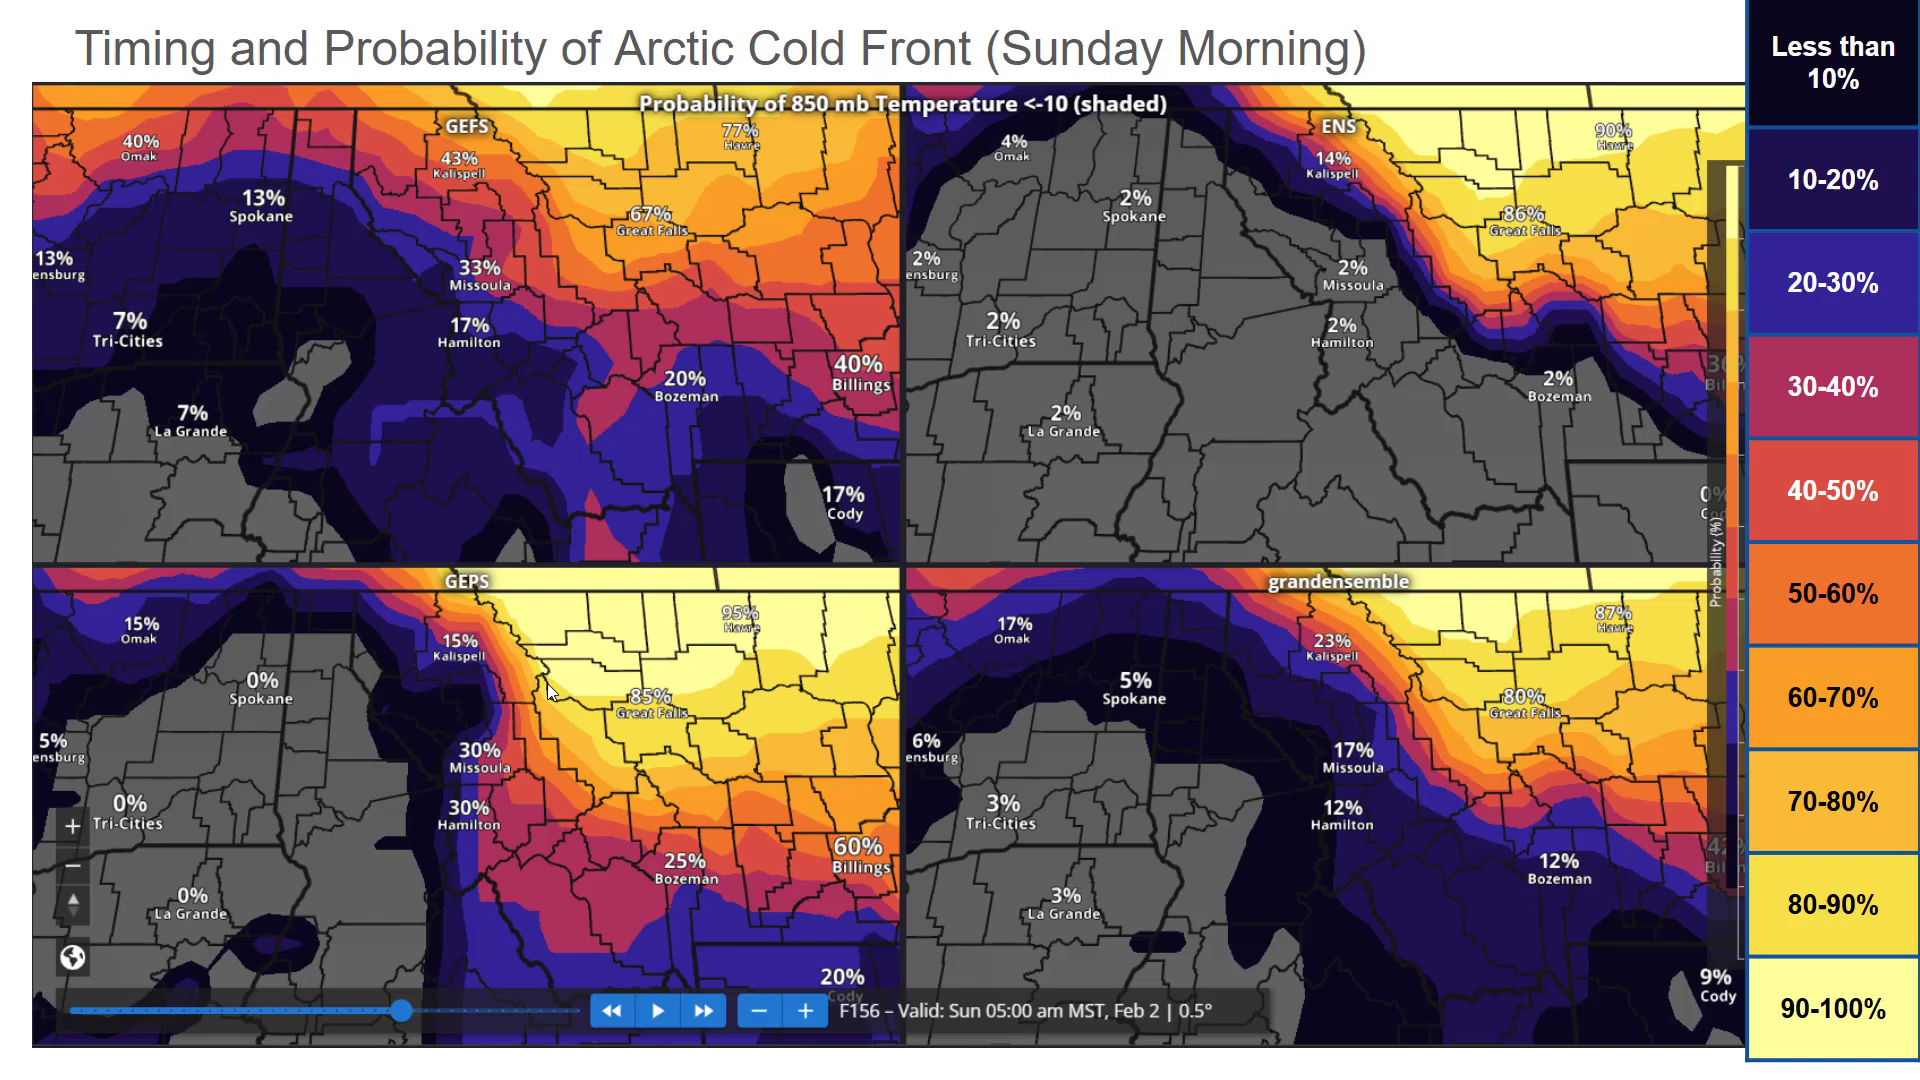 Timing and Probability of Arctic Cold Front (Sunday Morning)
Probability of 850 mb Temperature <-10 (shaded)
GEFS
40%
Omak
43%
Kalispell
77%
Havre
13%
Spokane
67%
Great Falls
13%
ensburg
33%
Missoula
7%
Tri-Cities
17%
Hamilton
40%
Billings
20%
Bozeman
7%
La Grande
17%
Cody
ENS
4%
Omak
14%
Kalispell
90%
Havre
2%
Spokane
86%
Great Falls
2%
ensburg
2%
Missoula
2%
Tri-Cities
2%
Hamilton
2%
Bozeman
2%
La Grande
0%
Probability (%)
GEPS
15%
Omak
15%
Kalispell
95%
Havre
0%
Spokane
85%
Great Falls
5%
ensburg
30%
Missoula
0%
Tri-Cities
30%
Hamilton
60%
Billings
25%
Bozeman
0%
La Grande
20%
Cody
grandensemble
17%
Omak
23%
Kalispell
87%
Havre
5%
Spokane
80%
Great Falls
6%
ensburg
17%
Missoula
3%
Tri-Cities
12%
Hamilton
42%
Bil
12%
Bozeman
3%
La Grande
9%
Cody
F156 – Valid: Sun 05:00 am MST, Feb 2 | 0.5°
Less than
10%
10-20%
20-30%
30-40%
40-50%
50-60%
60-70%
70-80%
80-90%
90-100%